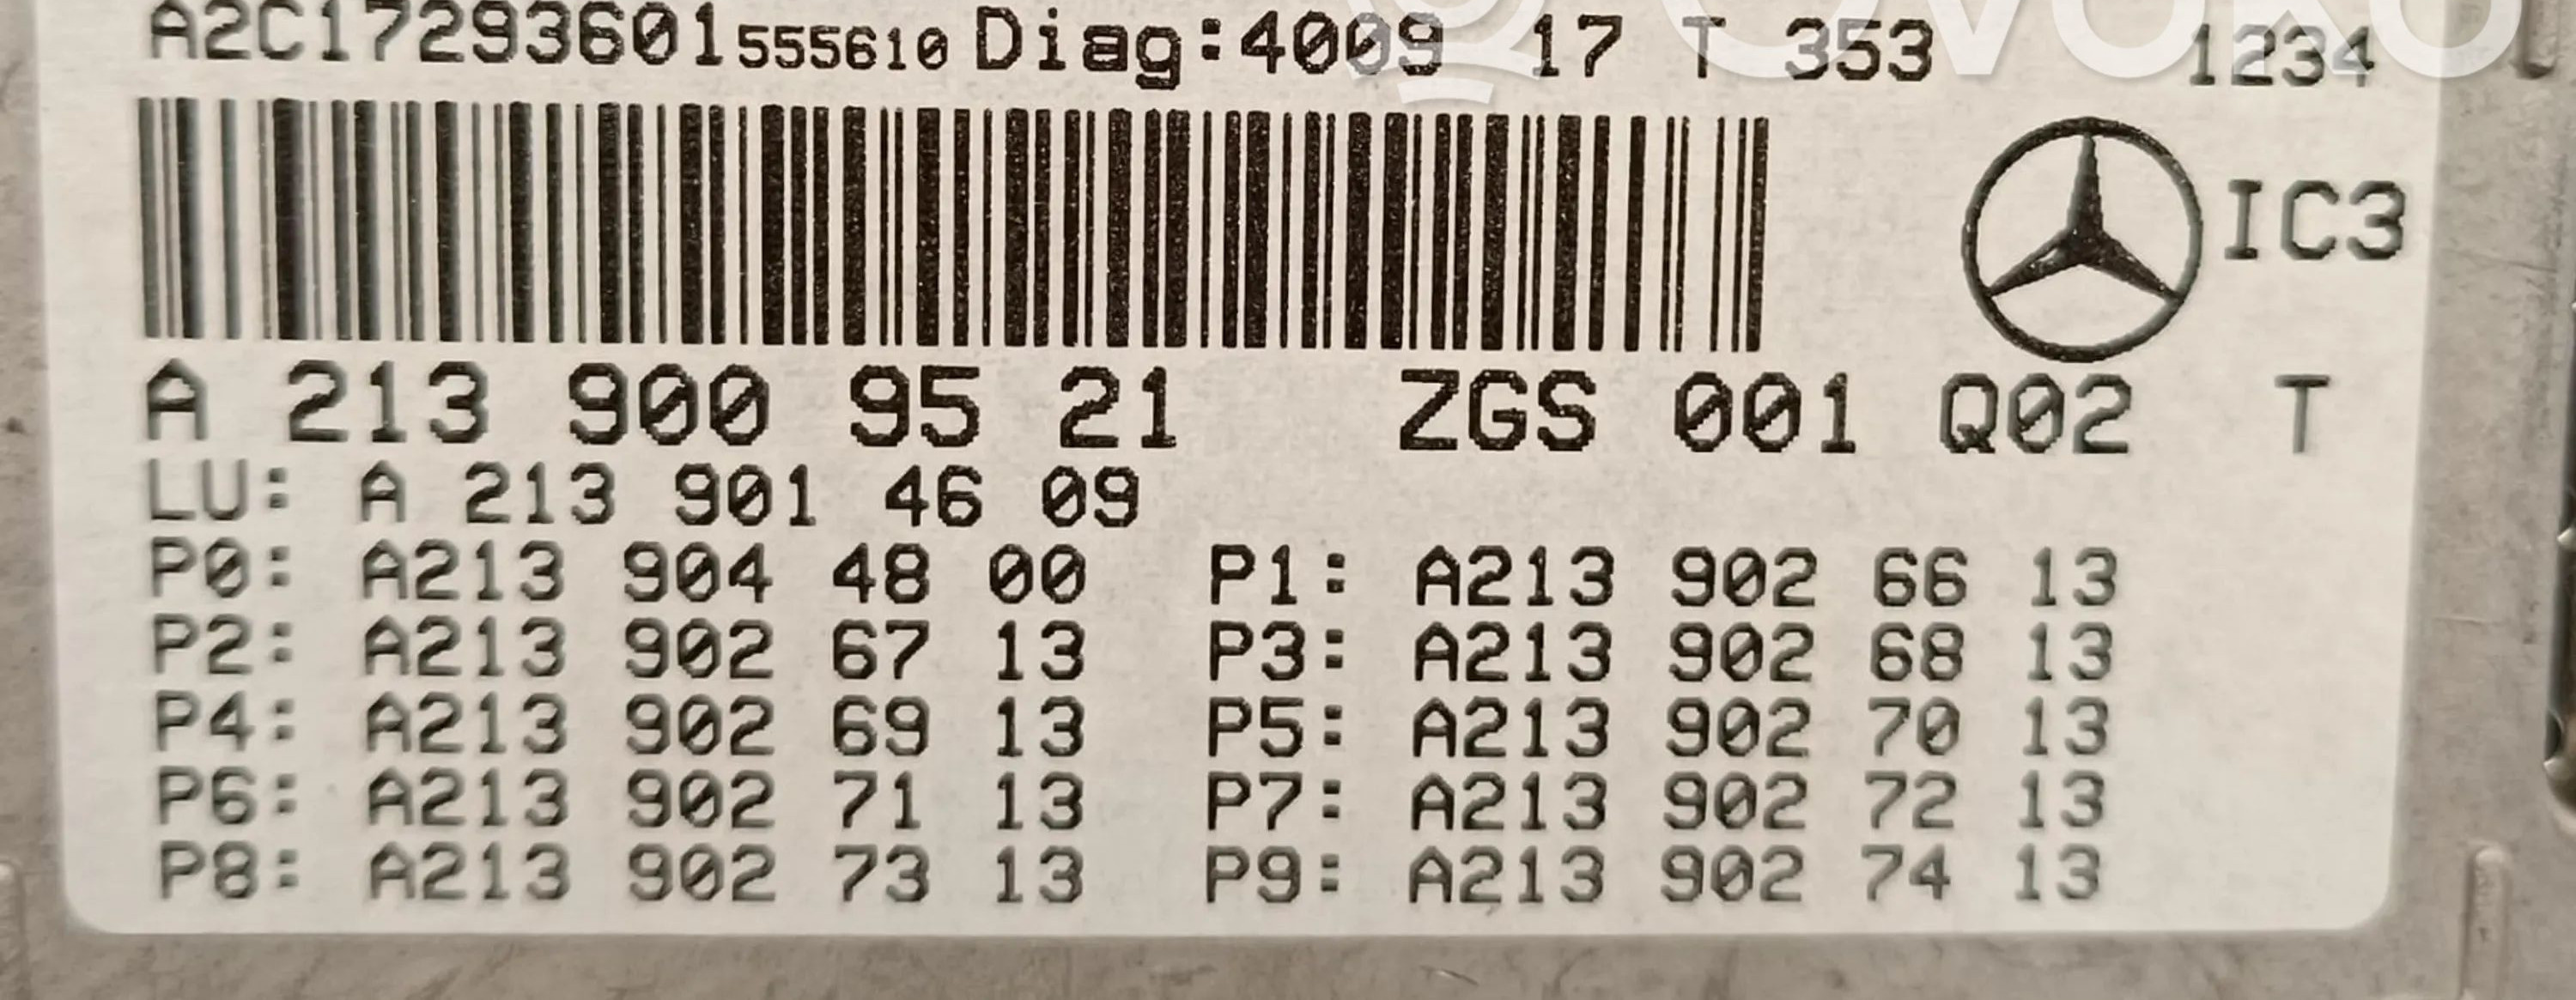 A2C17293601555610 Diag:4009 17 T 353 1234
IC3
A 213 900 95 21 ZGS 001 Q02 T
LU: A 213 901 46 09
P0: A213 904 48 00 P1: A213 902 66 13
P2: A213 902 67 13 P3: A213 902 68 13
P4: A213 902 69 13 P5: A213 902 70 13
P6: A213 902 71 13 P7: A213 902 72 13
P8: A213 902 73 13 P9: A213 902 74 13